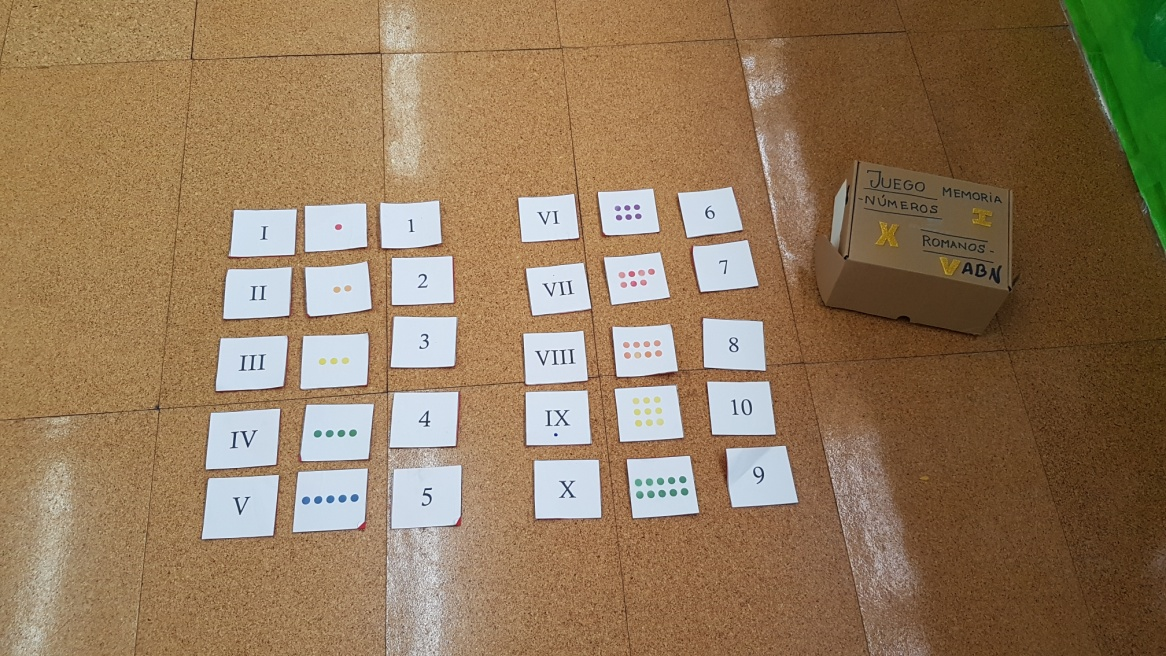 I 1
II 2
III 3
IV 4
V 5
VI 6
VII 7
VIII 8
IX 10
X 9
JUEGO MEMORIA
-NÚMEROS I
X ROMANOS-
V ABN